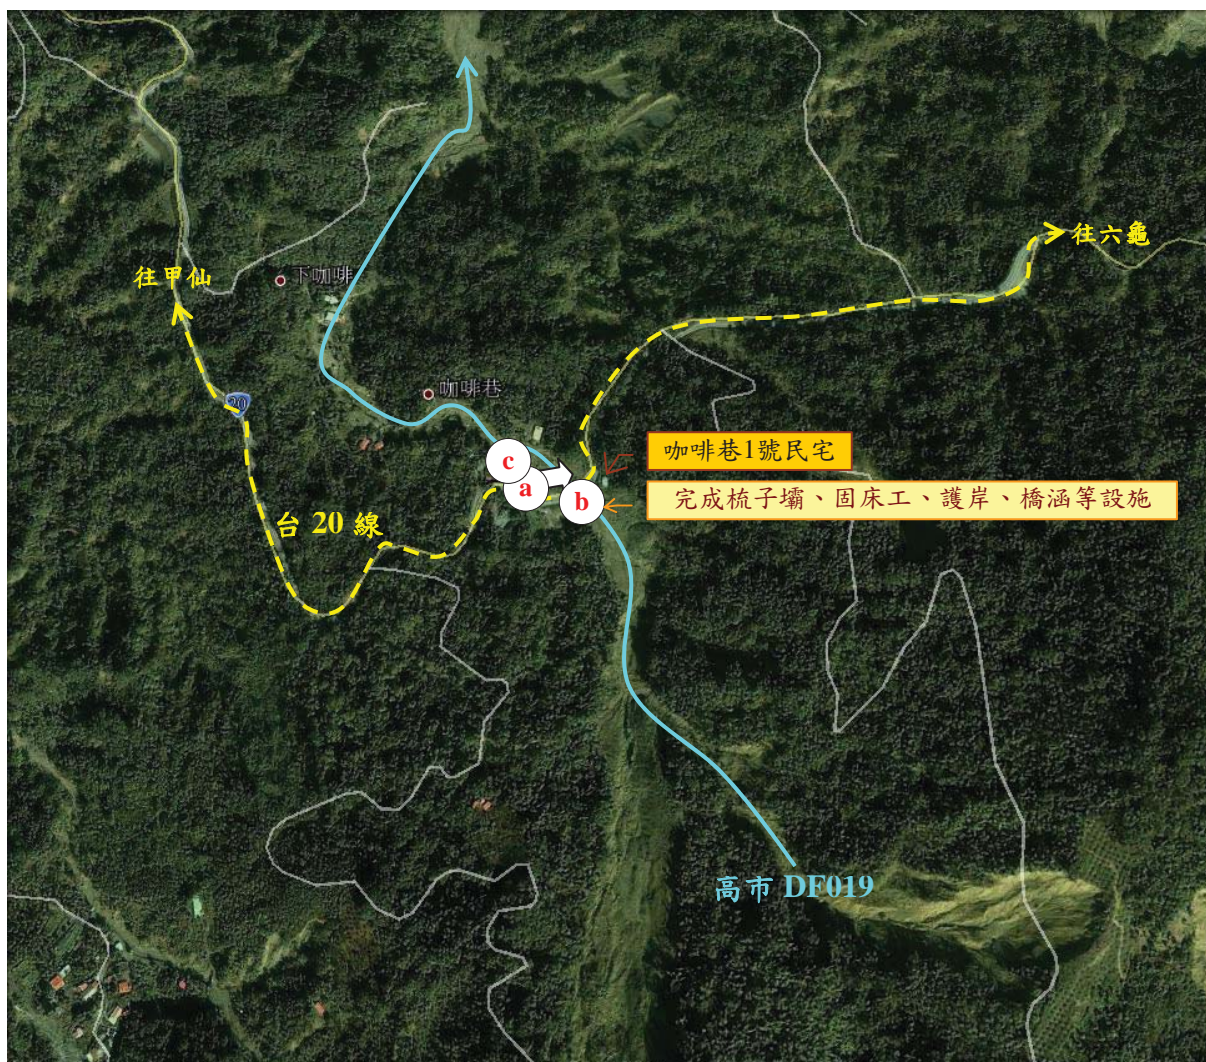 往六龜
往甲仙
下咖啡
咖啡巷
20
咖啡巷1號民宅
c
a
b
完成梳子壩、固床工、護岸、橋涵等設施
台 20 線
高市 DF019